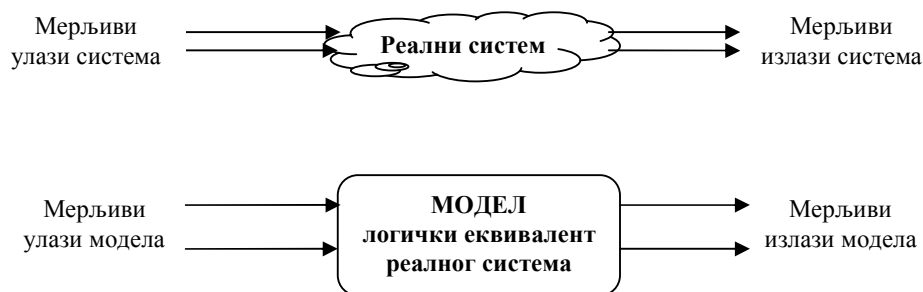 Мерљиви
улази система
Реални систем
Мерљиви
излази система
Мерљиви
улази модела
МОДЕЛ
логички еквивалент
реалног система
Мерљиви
излази модела